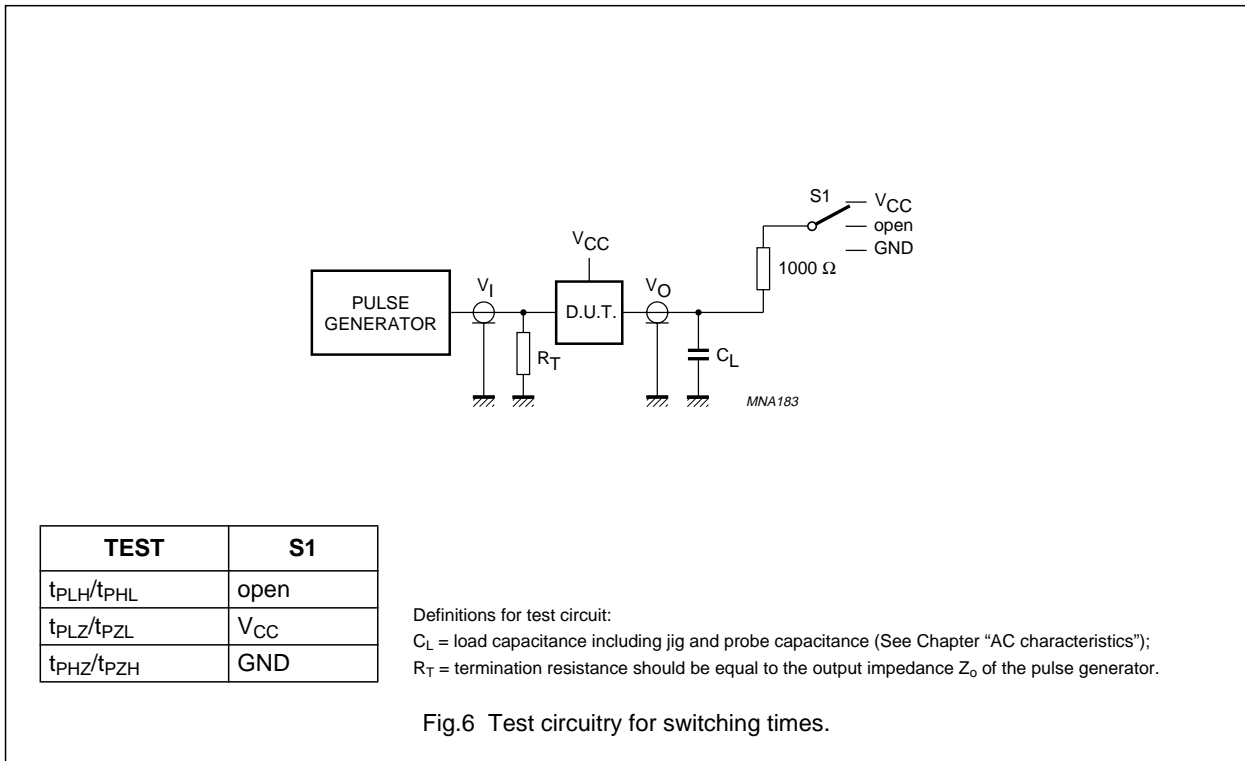 S1
VCC
open
GND
1000 Ω
VCC
VI
VO
PULSE
GENERATOR
D.U.T.
RT
CL
MNA183
TEST S1
tPLH/tPHL open
tPLZ/tPZL VCC
tPHZ/tPZH GND
Definitions for test circuit:
CL = load capacitance including jig and probe capacitance (See Chapter “AC characteristics”);
RT = termination resistance should be equal to the output impedance Zo of the pulse generator.
Fig.6 Test circuitry for switching times.